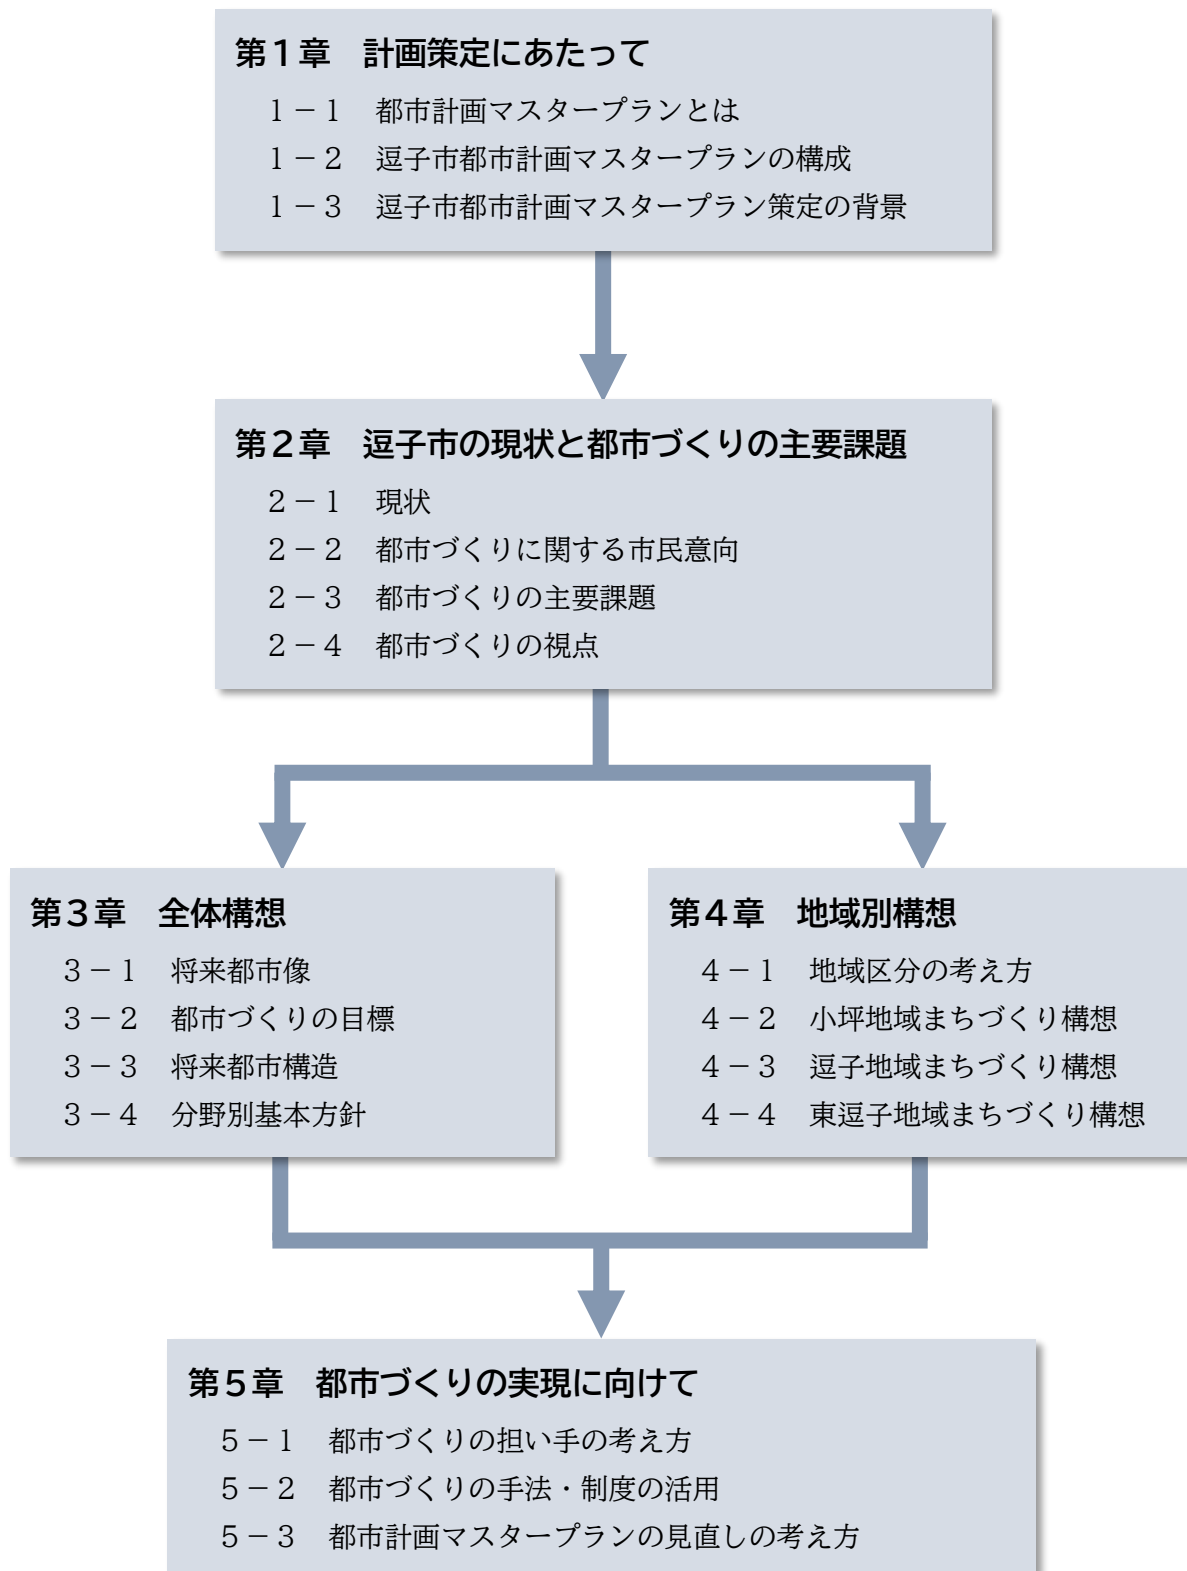 第1章　計画策定にあたって
1－1　都市計画マスタープランとは
1－2　逗子市都市計画マスタープランの構成
1－3　逗子市都市計画マスタープラン策定の背景
第2章　逗子市の現状と都市づくりの主要課題
2－1　現状
2－2　都市づくりに関する市民意向
2－3　都市づくりの主要課題
2－4　都市づくりの視点
第3章　全体構想
3－1　将来都市像
3－2　都市づくりの目標
3－3　将来都市構造
3－4　分野別基本方針
第4章　地域別構想
4－1　地域区分の考え方
4－2　小坪地域まちづくり構想
4－3　逗子地域まちづくり構想
4－4　東逗子地域まちづくり構想
第5章　都市づくりの実現に向けて
5－1　都市づくりの担い手の考え方
5－2　都市づくりの手法・制度の活用
5－3　都市計画マスタープランの見直しの考え方